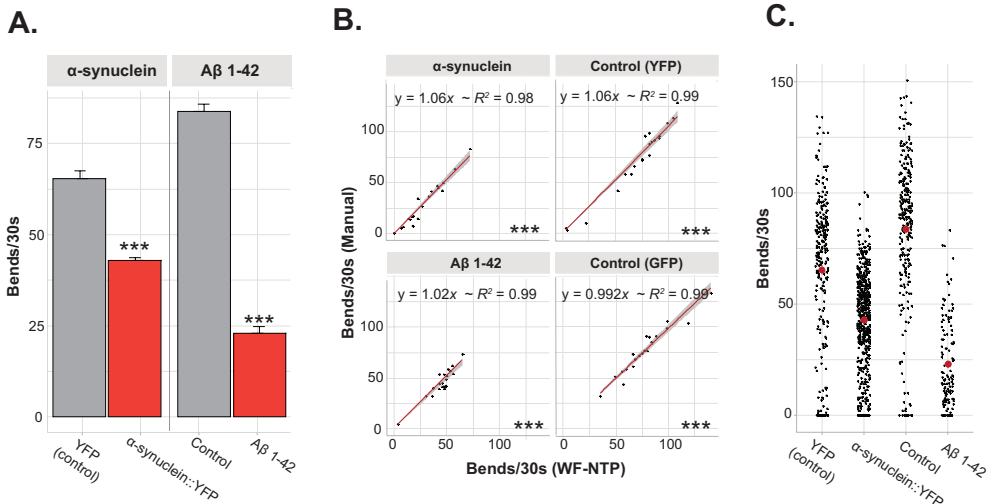 A.
α-synuclein
Aβ 1-42
Bends/30s
75
50
25
0
***
***
YFP
(control)
α-synuclein::YFP
Control
Aβ 1-42
B.
α-synuclein
Control (YFP)
y = 1.06x ~ R² = 0.98
y = 1.06x ~ R² = 0.99
100
50
0
***
***
Aβ 1-42
Control (GFP)
y = 1.02x ~ R² = 0.99
y = 0.992x ~ R² = 0.99
100
50
0
***
***
0
50
100
0
50
100
Bends/30s (Manual)
Bends/30s (WF-NTP)
C.
Bends/30s
150
100
50
0
YFP
(control)
α-synuclein::YFP
Control
Aβ 1-42